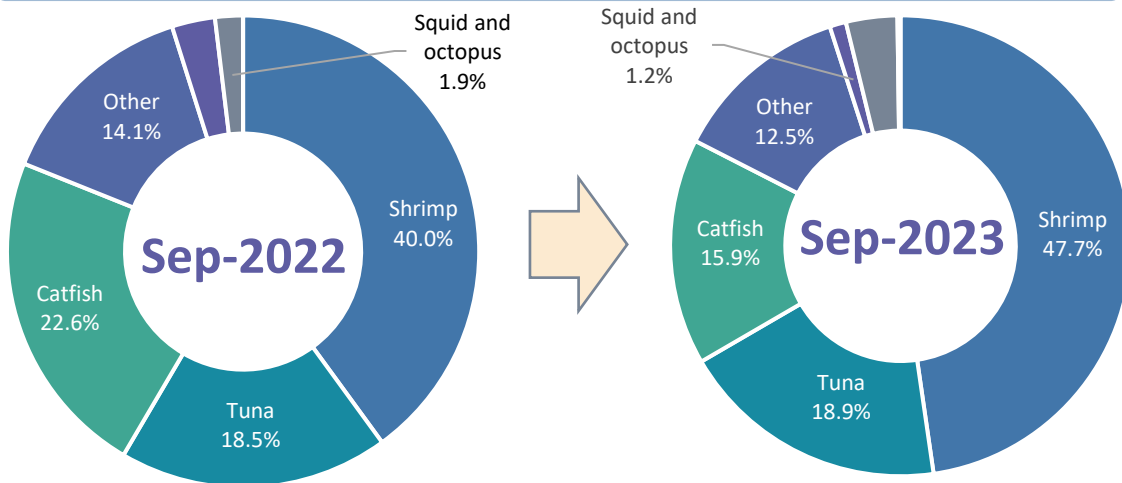 Squid and
octopus
1.9%
Other
14.1%
Shrimp
40.0%
Sep-2022
Catfish
22.6%
Tuna
18.5%
Squid and
octopus
1.2%
Other
12.5%
Shrimp
47.7%
Sep-2023
Catfish
15.9%
Tuna
18.9%